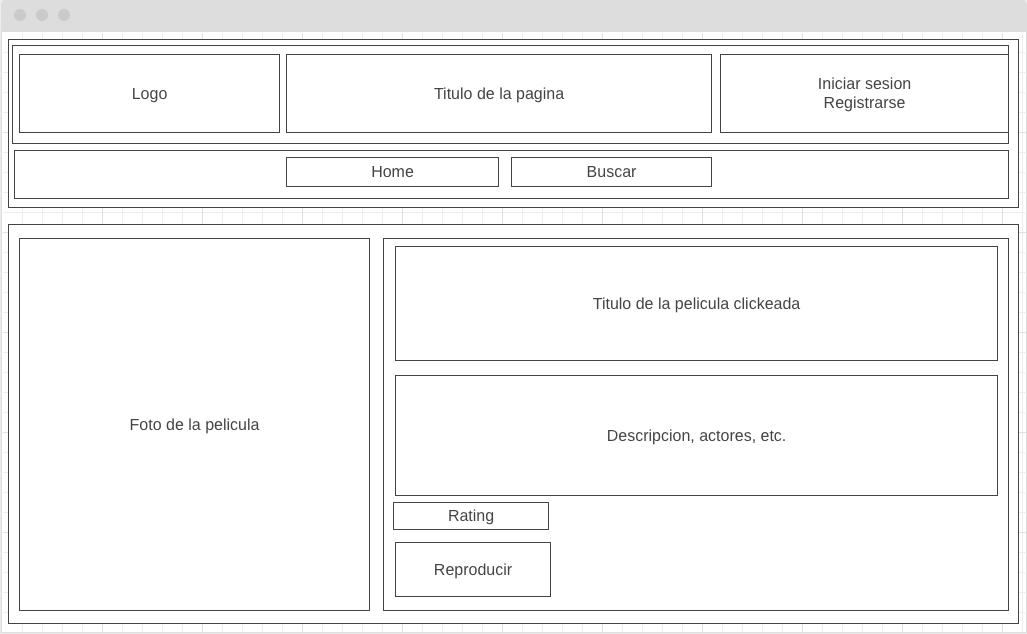 Logo
Titulo de la pagina
Iniciar sesion
Registrarse
Home
Buscar
Foto de la pelicula
Titulo de la pelicula clickeada
Descripcion, actores, etc.
Rating
Reproducir